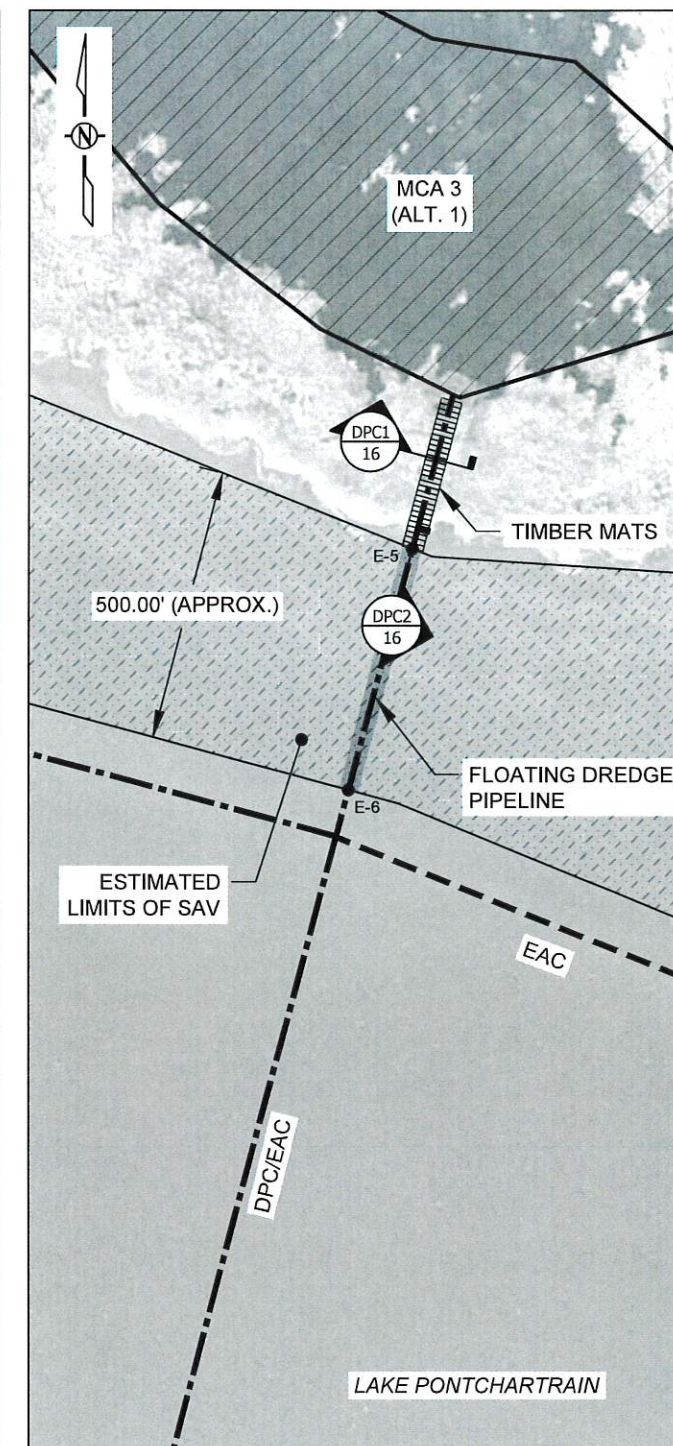 N
MCA 3
(ALT. 1)
DPC1
16
TIMBER MATS
E-5
500.00' (APPROX.)
DPC2
16
FLOATING DREDGE
PIPELINE
E-6
ESTIMATED
LIMITS OF SAV
EAC
DPC/EAC
LAKE PONTCHARTRAIN